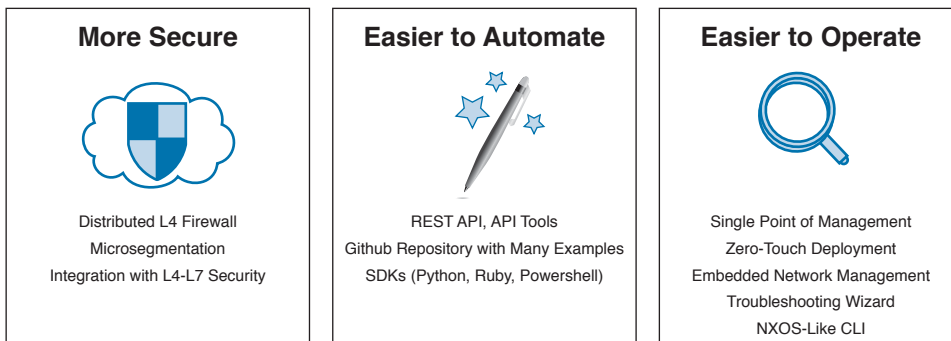 More Secure
Distributed L4 Firewall
Microsegmentation
Integration with L4-L7 Security
Easier to Automate
REST API, API Tools
Github Repository with Many Examples
SDKs (Python, Ruby, Powershell)
Easier to Operate
Single Point of Management
Zero-Touch Deployment
Embedded Network Management
Troubleshooting Wizard
NXOS-Like CLI